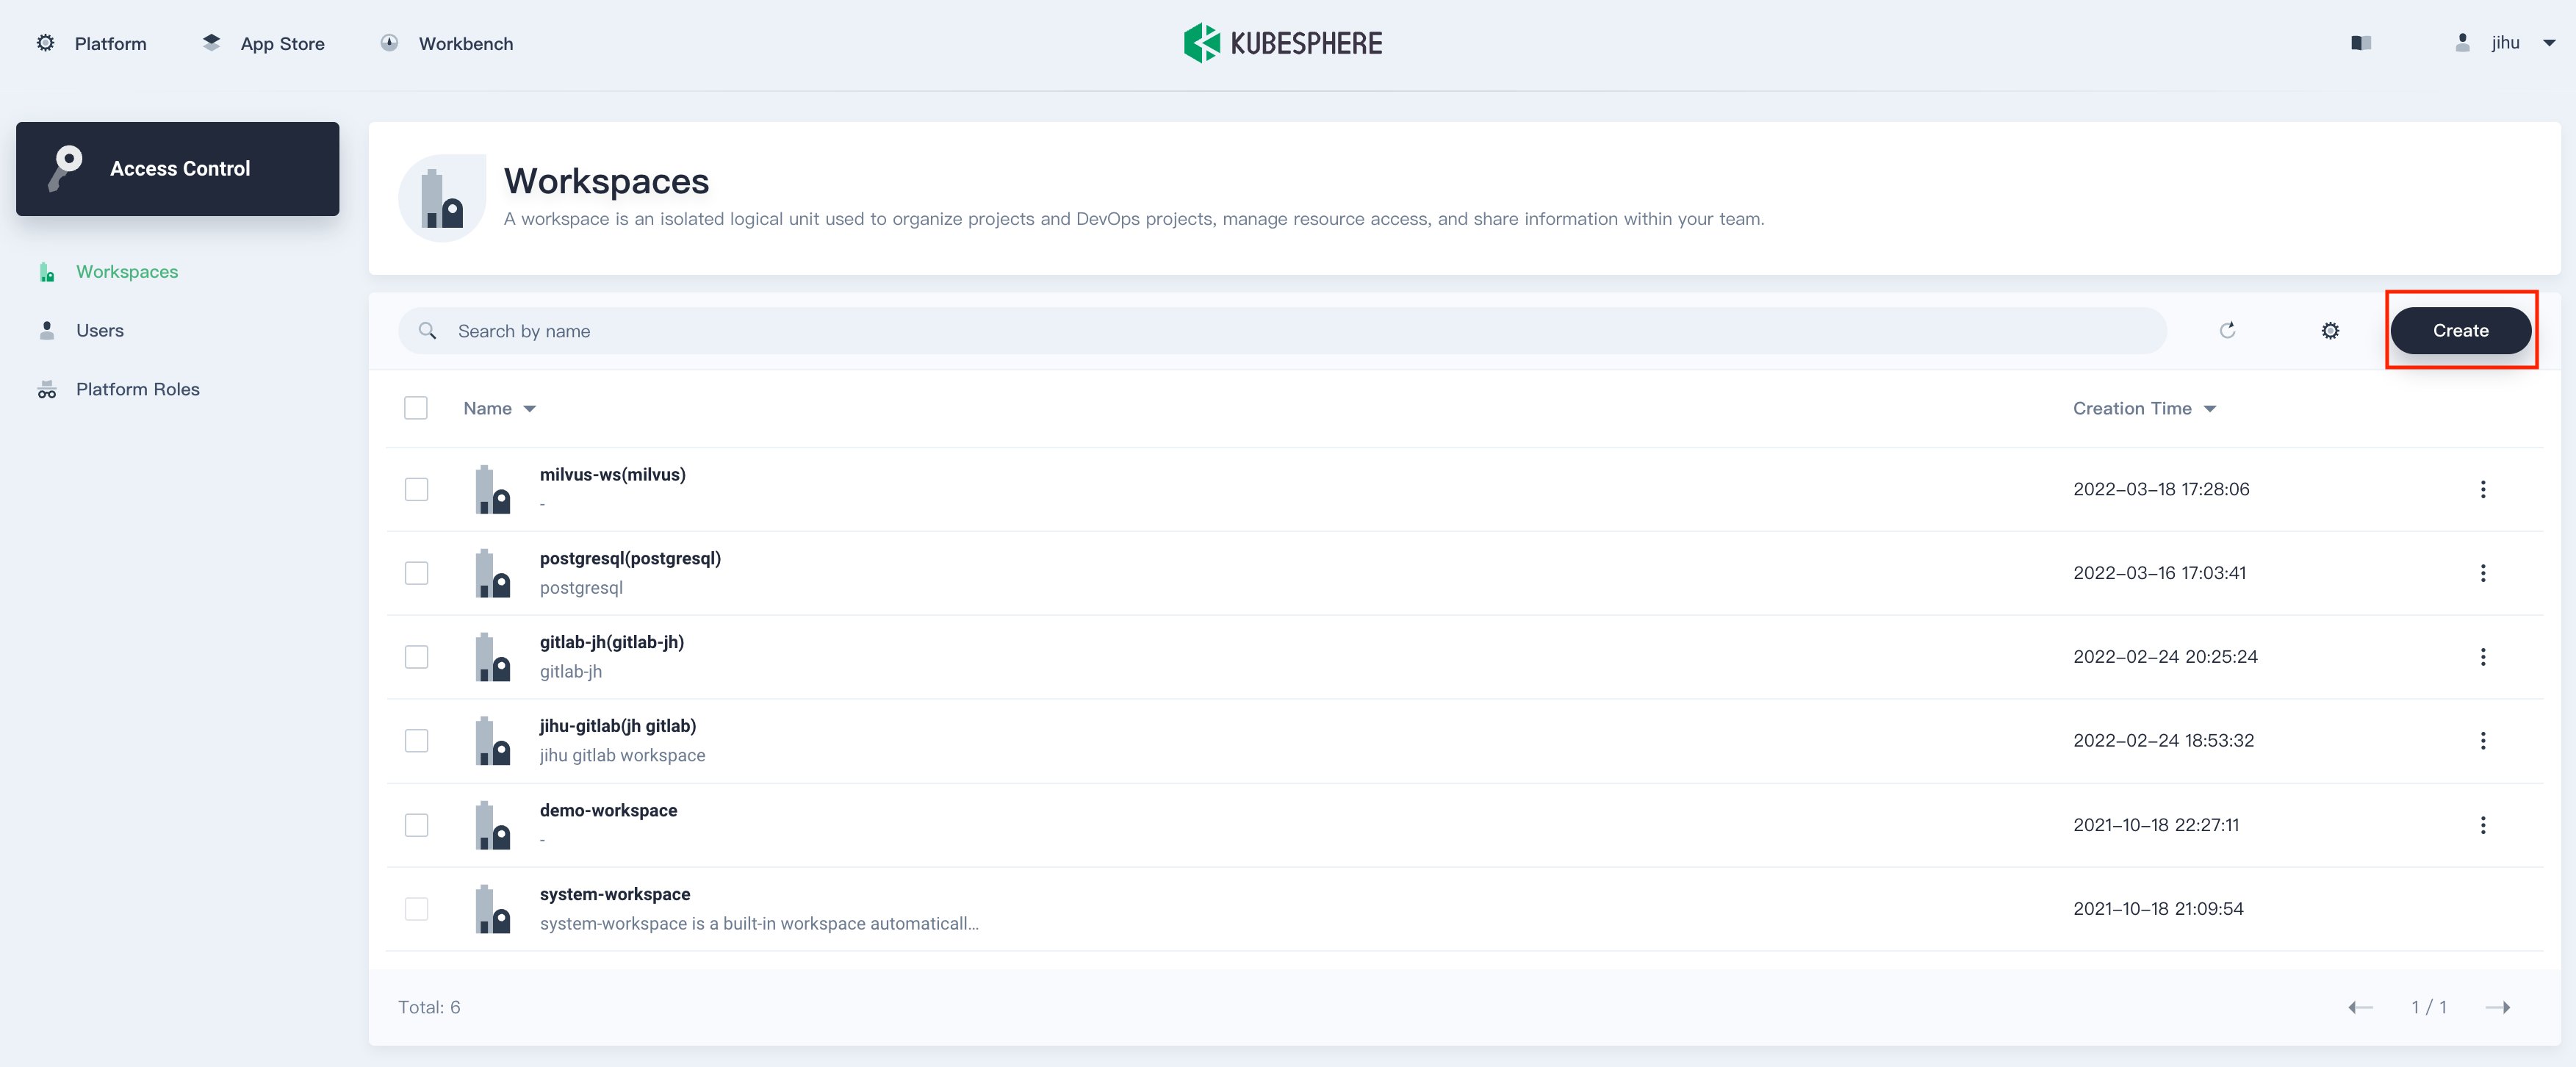 Platform
App Store
Workbench
KUBESPHERE
jihu
Access Control
Workspaces
Users
Platform Roles
Workspaces
A workspace is an isolated logical unit used to organize projects and DevOps projects, manage resource access, and share information within your team.
Search by name
Create
Name
Creation Time
milvus-ws(milvus)
-
2022-03-18 17:28:06
postgresql(postgresql)
postgresql
2022-03-16 17:03:41
gitlab-jh(gitlab-jh)
gitlab-jh
2022-02-24 20:25:24
jihu-gitlab(jh gitlab)
jihu gitlab workspace
2022-02-24 18:53:32
demo-workspace
-
2021-10-18 22:27:11
system-workspace
system-workspace is a built-in workspace automaticall...
2021-10-18 21:09:54
Total: 6
1 / 1